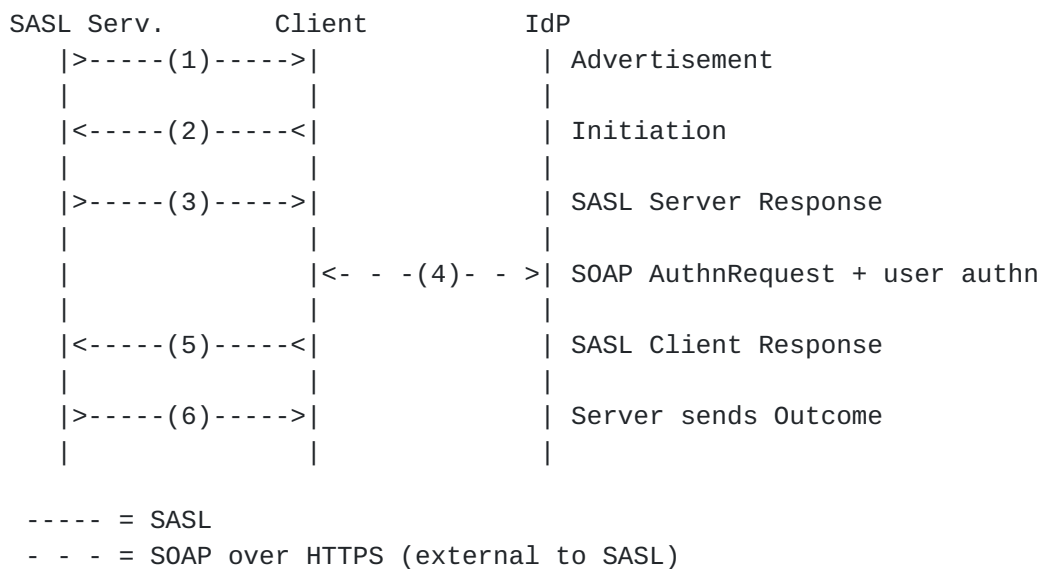 SASL Serv.       Client          IdP
    |>-----(1)----->|              | Advertisement
    |               |              |
    |<-----(2)-----<|              | Initiation
    |               |              |
    |>-----(3)----->|              | SASL Server Response
    |               |              |
    |               |<- - -(4)- - >| SOAP AuthnRequest + user authn
    |               |              |
    |<-----(5)-----<|              | SASL Client Response
    |               |              |
    |>-----(6)----->|              | Server sends Outcome
    |               |              |
 ----- = SASL
 - - - = SOAP over HTTPS (external to SASL)